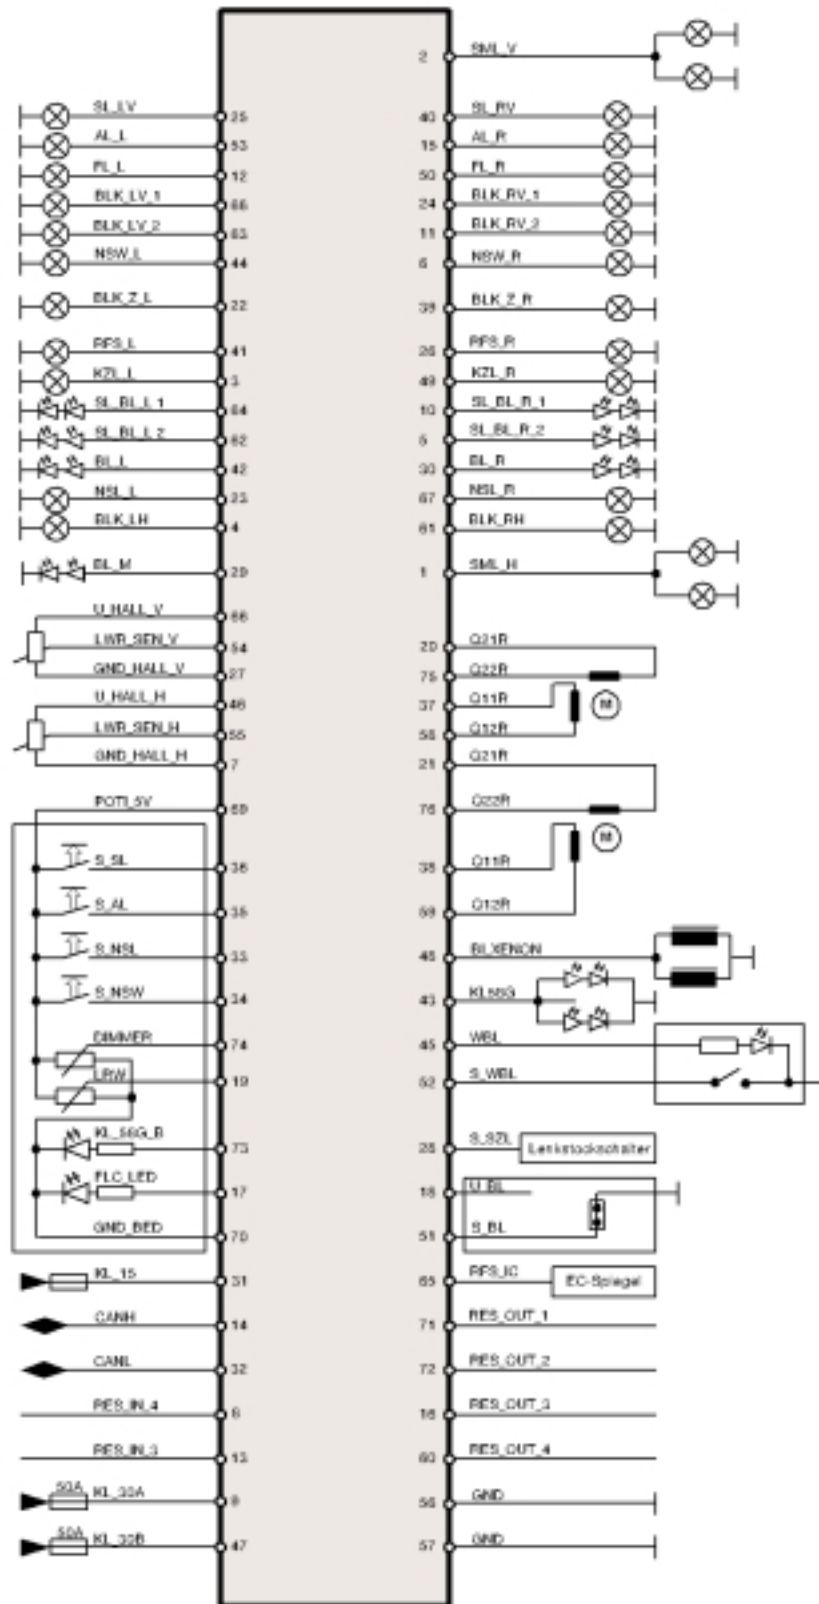 2 SML_V
SL_LV 25 40 SL_RV
AL_L 53 15 AL_R
FL_L 12 50 FL_R
BLK_LV_1 24 BLK_RV_1
BLK_LV_2 63 11 BLK_RV_2
NSW_L 44 6 NSW_R
BLK_Z_L 22 39 BLK_Z_R
RFS_L 41 26 RFS_R
KZL_L 3 49 KZL_R
SL_BL_L 1 64 10 SL_BL_R_1
SL_BL_L 2 62 5 SL_BL_R_2
BL_L 42 30 BL_R
NSL_L 23 67 NSL_R
BLK_LH 4 61 BLK_RH
BL_M 29 1 SML_H
U_HALL_V 66
LWR_SEN_V 54 20 Q21R
GND_HALL_V 27 75 Q22R
U_HALL_H 46 37 Q11R
M
LWR_SEN_H 55 Q12R
GND_HALL_H 7 21 Q21R
POTI_5V 69 76 Q22R
M
S_SL 36 38 Q11R
S_AL 35 59 Q12R
S_NSL 33 48 BI_XENON
S_NSW 34 43 KL58G
DIMMER 74 45 WBL
LRW 19 52 S_WBL
KL_58G_B 73 S_SZL Lenkstockschalter
FLC_LED 17 18 U_BL
GND_BED 70 51 S_BL
KL_15 31 65 RFS_IC EC-Spiegel
CANH 14 71 RES_OUT_1
CANL 32 72 RES_OUT_2
RES_IN_4 8 16 RES_OUT_3
RES_IN_3 13 60 RES_OUT_4
50A KL_30A 9 56 GND
50A KL_30B 47 57 GND